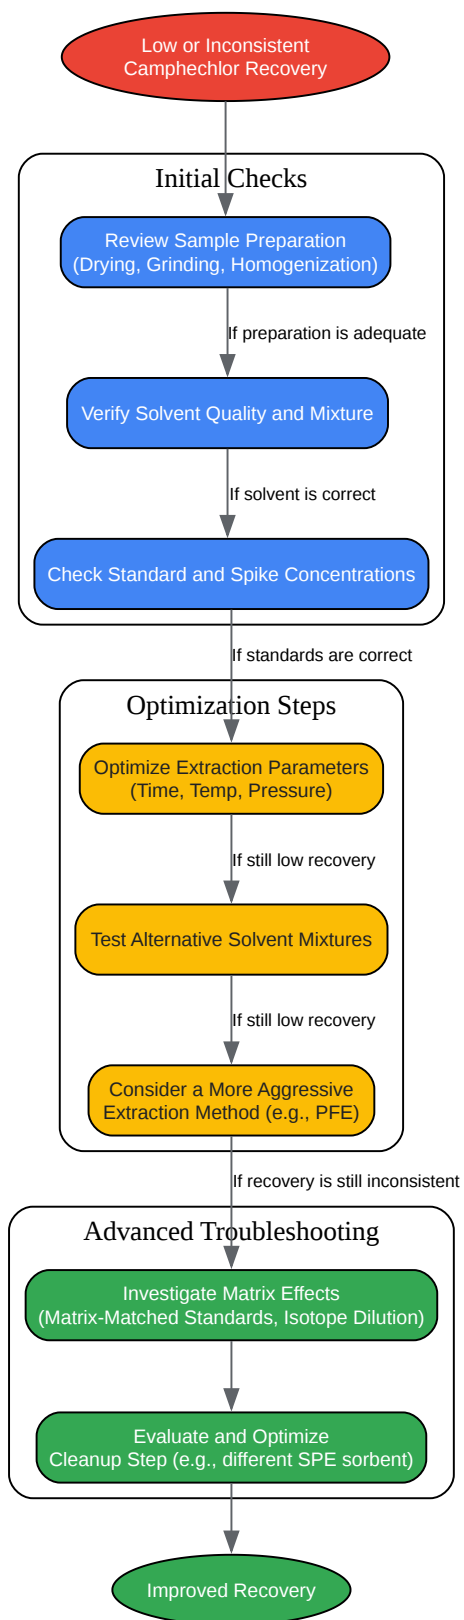 Low or Inconsistent
Camphechlor Recovery
Initial Checks
Review Sample Preparation
(Drying, Grinding, Homogenization)
If preparation is adequate
Verify Solvent Quality and Mixture
If solvent is correct
Check Standard and Spike Concentrations
If standards are correct
Optimization Steps
Optimize Extraction Parameters
(Time, Temp, Pressure)
If still low recovery
Test Alternative Solvent Mixtures
If still low recovery
Consider a More Aggressive
Extraction Method (e.g., PFE)
If recovery is still inconsistent
Advanced Troubleshooting
Investigate Matrix Effects
(Matrix-Matched Standards, Isotope Dilution)
Evaluate and Optimize
Cleanup Step (e.g., different SPE sorbent)
Improved Recovery